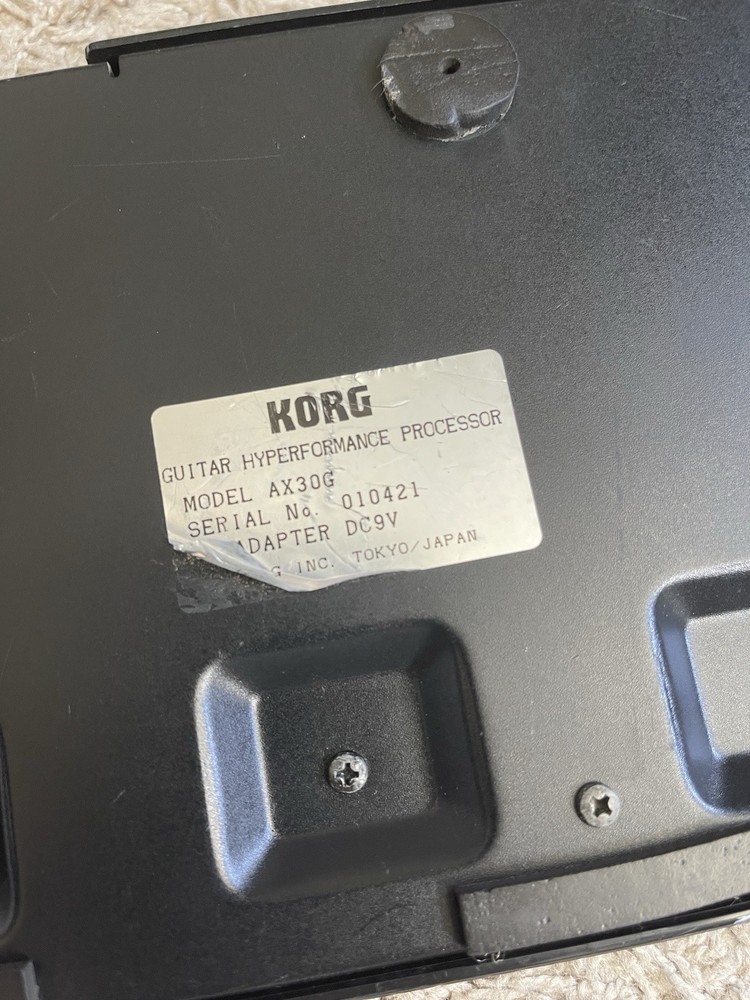 KORG
GUITAR HYPERFORMANCE PROCESSOR
MODEL AX30G
SERIAL No. 010421
ADAPTER DC9V
G INC. TOKYO/JAPAN